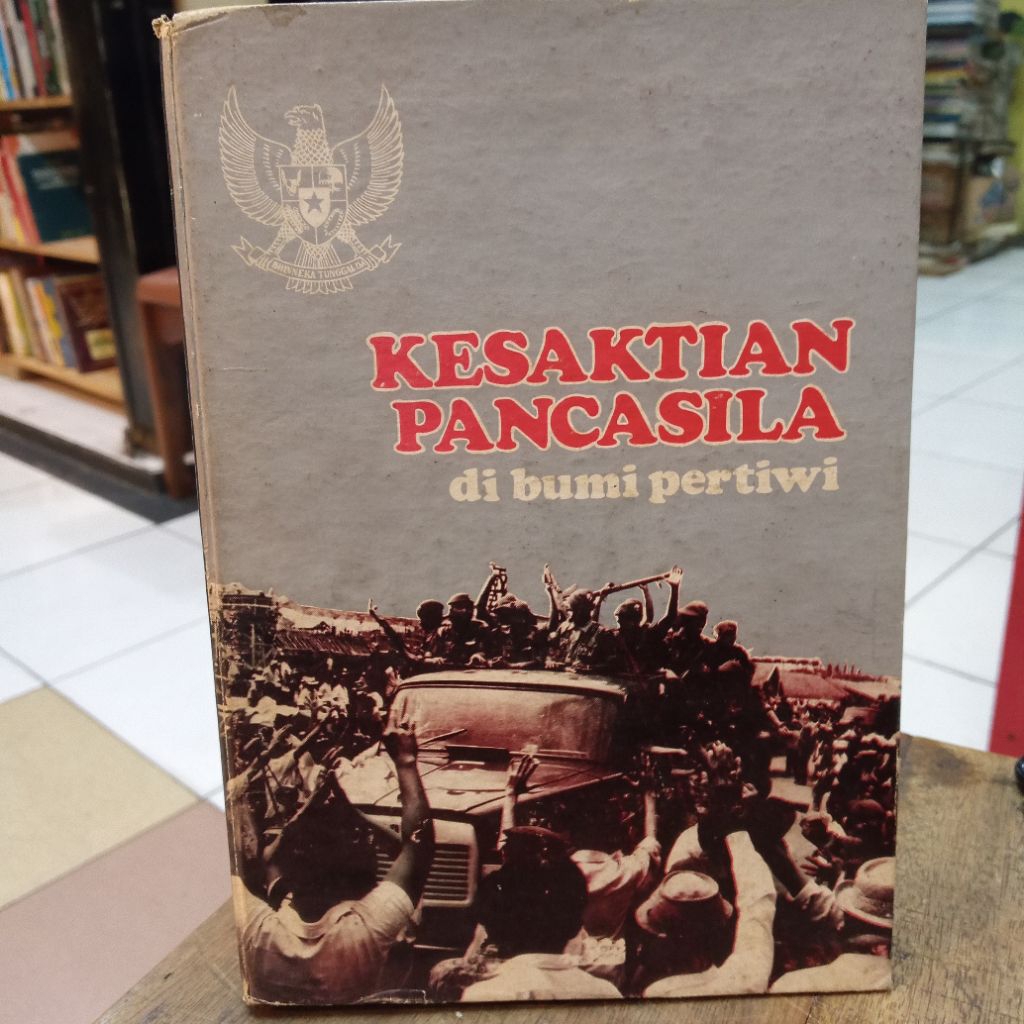 BHINNEKA TUNGGAL IKA
KESAKTIAN
PANCASILA
di bumi pertiwi